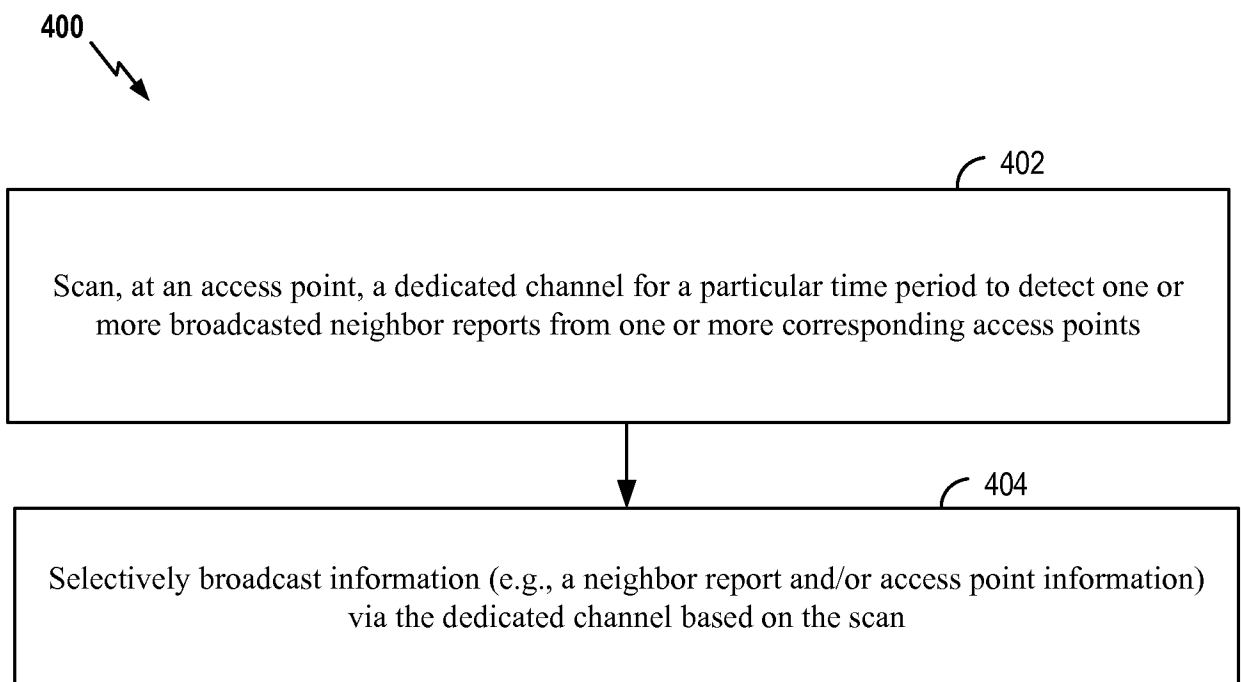 400
402
Scan, at an access point, a dedicated channel for a particular time period to detect one or
more broadcasted neighbor reports from one or more corresponding access points
404
Selectively broadcast information (e.g., a neighbor report and/or access point information)
via the dedicated channel based on the scan